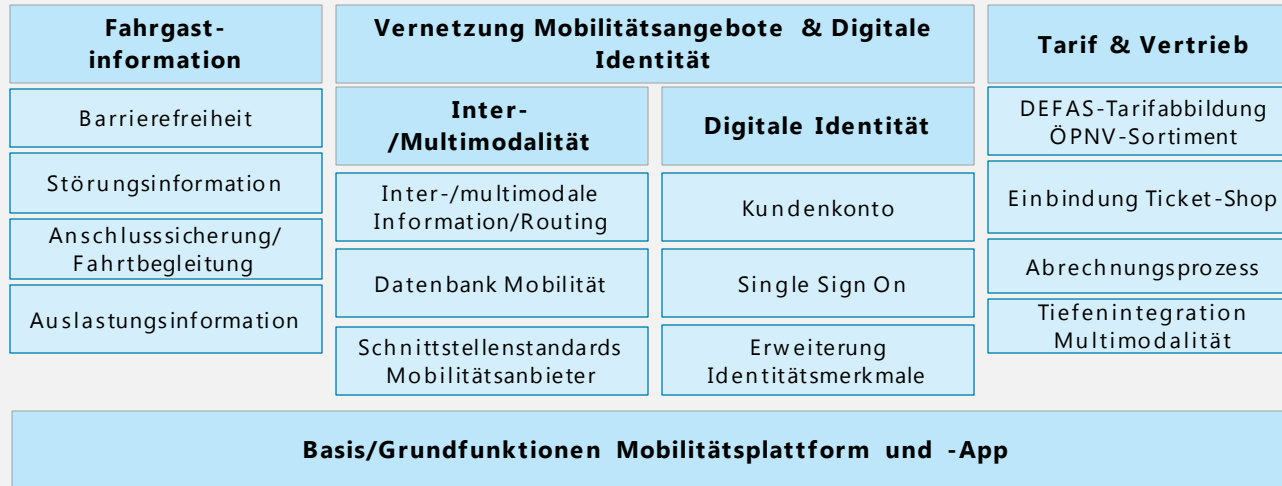 Fahrgast-
information
Barrierefreiheit
Störungsinformation
Anschlusssicherung/
Fahrtbegleitung
Auslastungsinformation
Vernetzung Mobilitätsangebote & Digitale
Identität
Inter-
/Multimodalität
Inter-/multimodale
Information/Routing
Datenbank Mobilität
Schnittstellenstandards
Mobilitätsanbieter
Digitale Identität
Kundenkonto
Single Sign On
Erweiterung
Identitätsmerkmale
Tarif & Vertrieb
DEFAS-Tarifabbildung
ÖPNV-Sortiment
Einbindung Ticket-Shop
Abrechnungsprozess
Tiefenintegration
Multimodalität
Basis/Grundfunktionen Mobilitätsplattform und -App